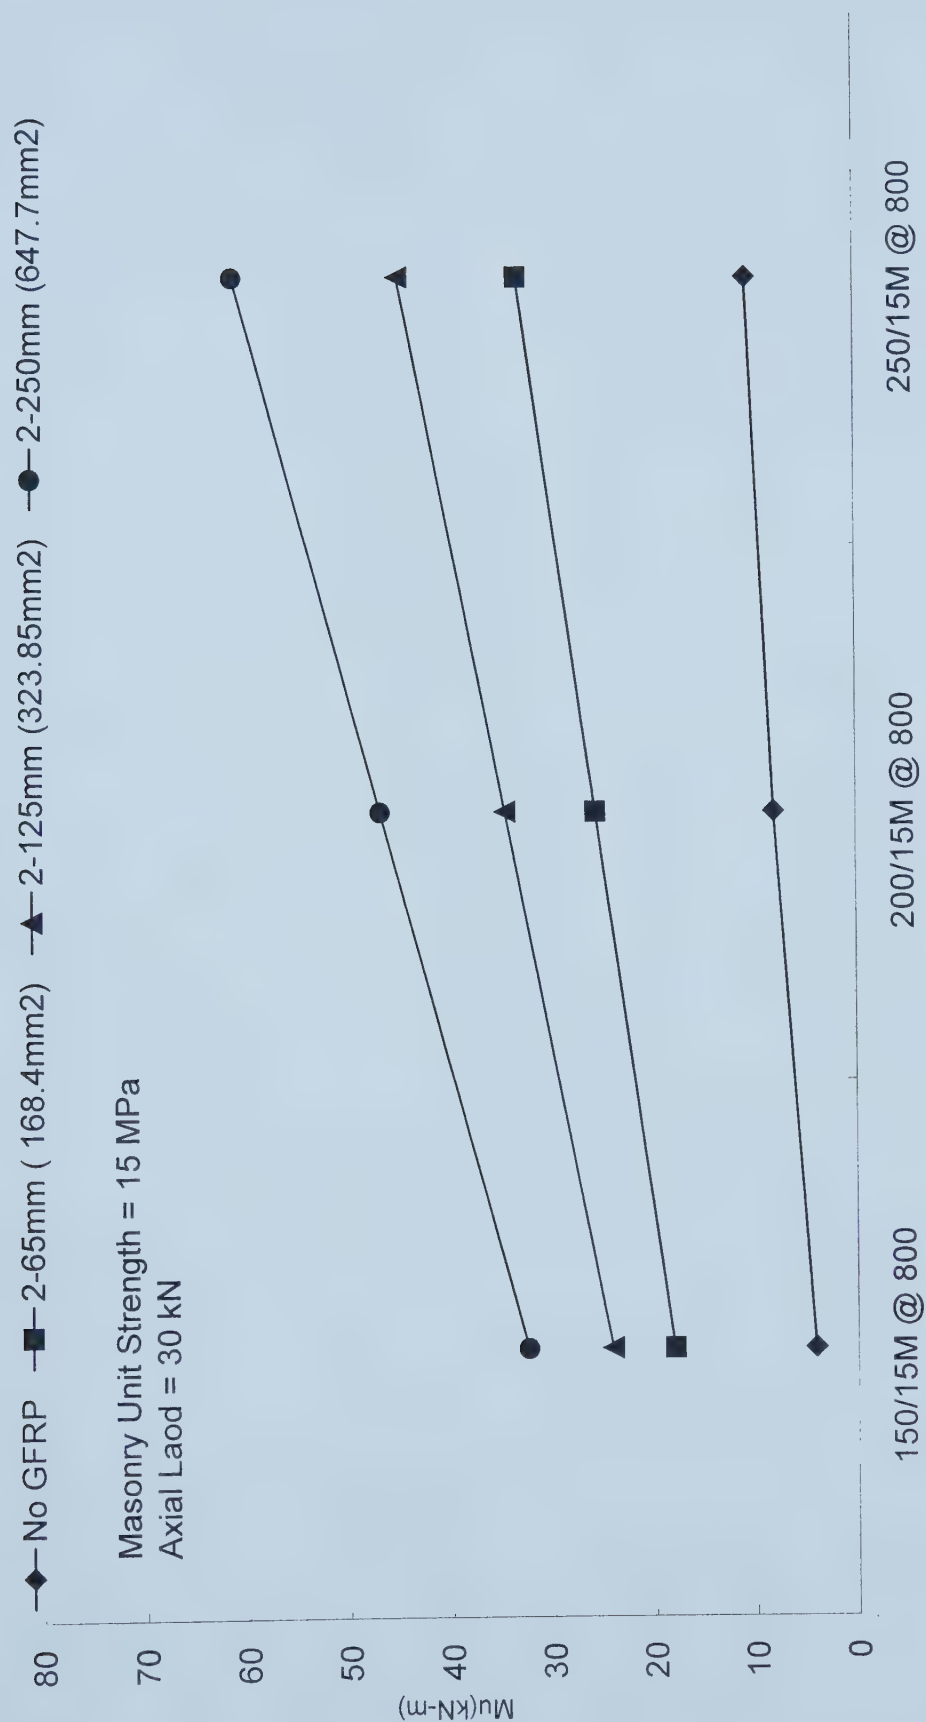 No GFRP 2-65mm ( 168.4mm2) 2-125mm (323.85mm2) 2-250mm (647.7mm2)
Masonry Unit Strength = 15 MPa
Axial Laod = 30 kN
80
70
60
50
40
30
20
10
0
Mu(kN-m)
150/15M @ 800 200/15M @ 800 250/15M @ 800